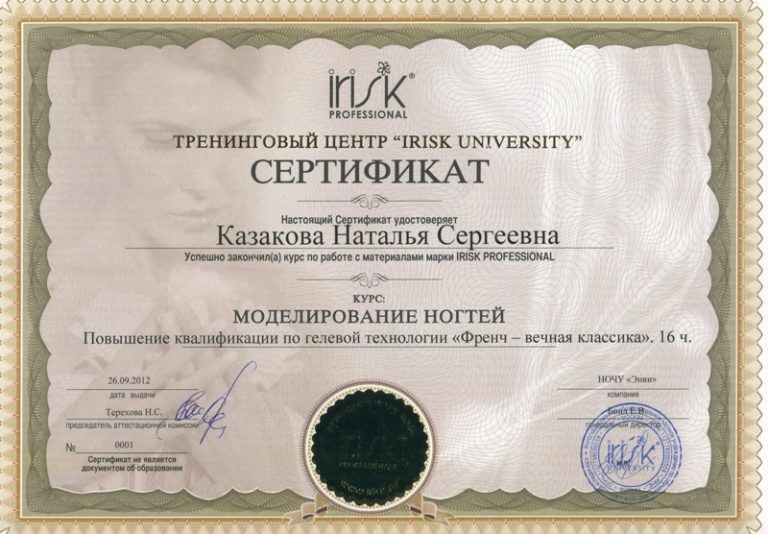 irisk
PROFESSIONAL
ТРЕНИНГОВЫЙ ЦЕНТР “IRISK UNIVERSITY”
СЕРТИФИКАТ
Настоящий Сертификат удостоверяет
Казакова Наталья Сергеевна
Успешно закончил(а) курс по работе с материалами марки IRISK PROFESSIONAL
КУРС:
МОДЕЛИРОВАНИЕ НОГТЕЙ
Повышение квалификации по гелевой технологии «Френч – вечная классика». 16 ч.
26.09.2012
дата выдачи
Терехова Н.С.
председатель аттестационной комиссии
№ 0001
Сертификат не является
документом об образовании
НОЧУ «Энви»
компания
генеральный директор
IRISK
UNIVERSITY
PROFESSIONAL